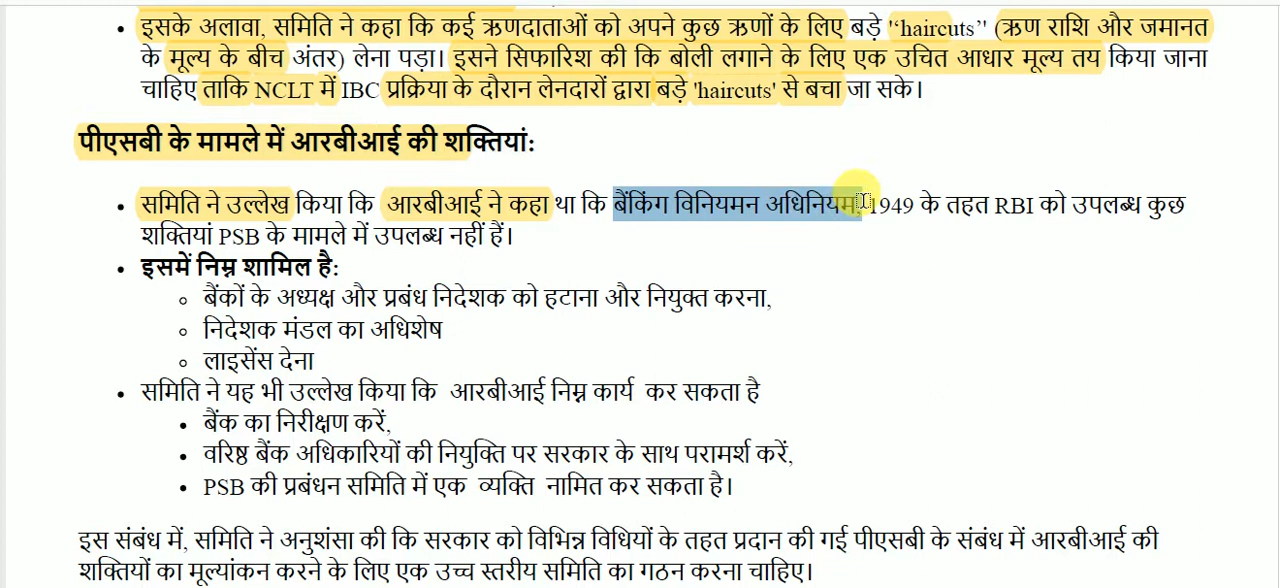 इसके अलावा, समिति ने कहा कि कई ऋणदाताओं को अपने कुछ ऋणों के लिए बड़े "haircuts" (ऋण राशि और जमानत
के मूल्य के बीच अंतर) लेना पड़ा। इसने सिफारिश की कि बोली लगाने के लिए एक उचित आधार मूल्य तय किया जाना
चाहिए ताकि NCLT में IBC प्रक्रिया के दौरान लेनदारों द्वारा बड़े 'haircuts' से बचा जा सके।
पीएसबी के मामले में आरबीआई की शक्तियां:
समिति ने उल्लेख किया कि आरबीआई ने कहा था कि बैंकिंग विनियमन अधिनियम, 1949 के तहत RBI को उपलब्ध कुछ
शक्तियां PSB के मामले में उपलब्ध नहीं हैं।
इसमें निम्न शामिल है:
बैंकों के अध्यक्ष और प्रबंध निदेशक को हटाना और नियुक्त करना,
निदेशक मंडल का अधिशेष
लाइसेंस देना
समिति ने यह भी उल्लेख किया कि आरबीआई निम्न कार्य कर सकता है
बैंक का निरीक्षण करें,
वरिष्ठ बैंक अधिकारियों की नियुक्ति पर सरकार के साथ परामर्श करें,
PSB की प्रबंधन समिति में एक व्यक्ति नामित कर सकता है।
इस संबंध में, समिति ने अनुशंसा की कि सरकार को विभिन्न विधियों के तहत प्रदान की गई पीएसबी के संबंध में आरबीआई की
शक्तियों का मूल्यांकन करने के लिए एक उच्च स्तरीय समिति का गठन करना चाहिए।